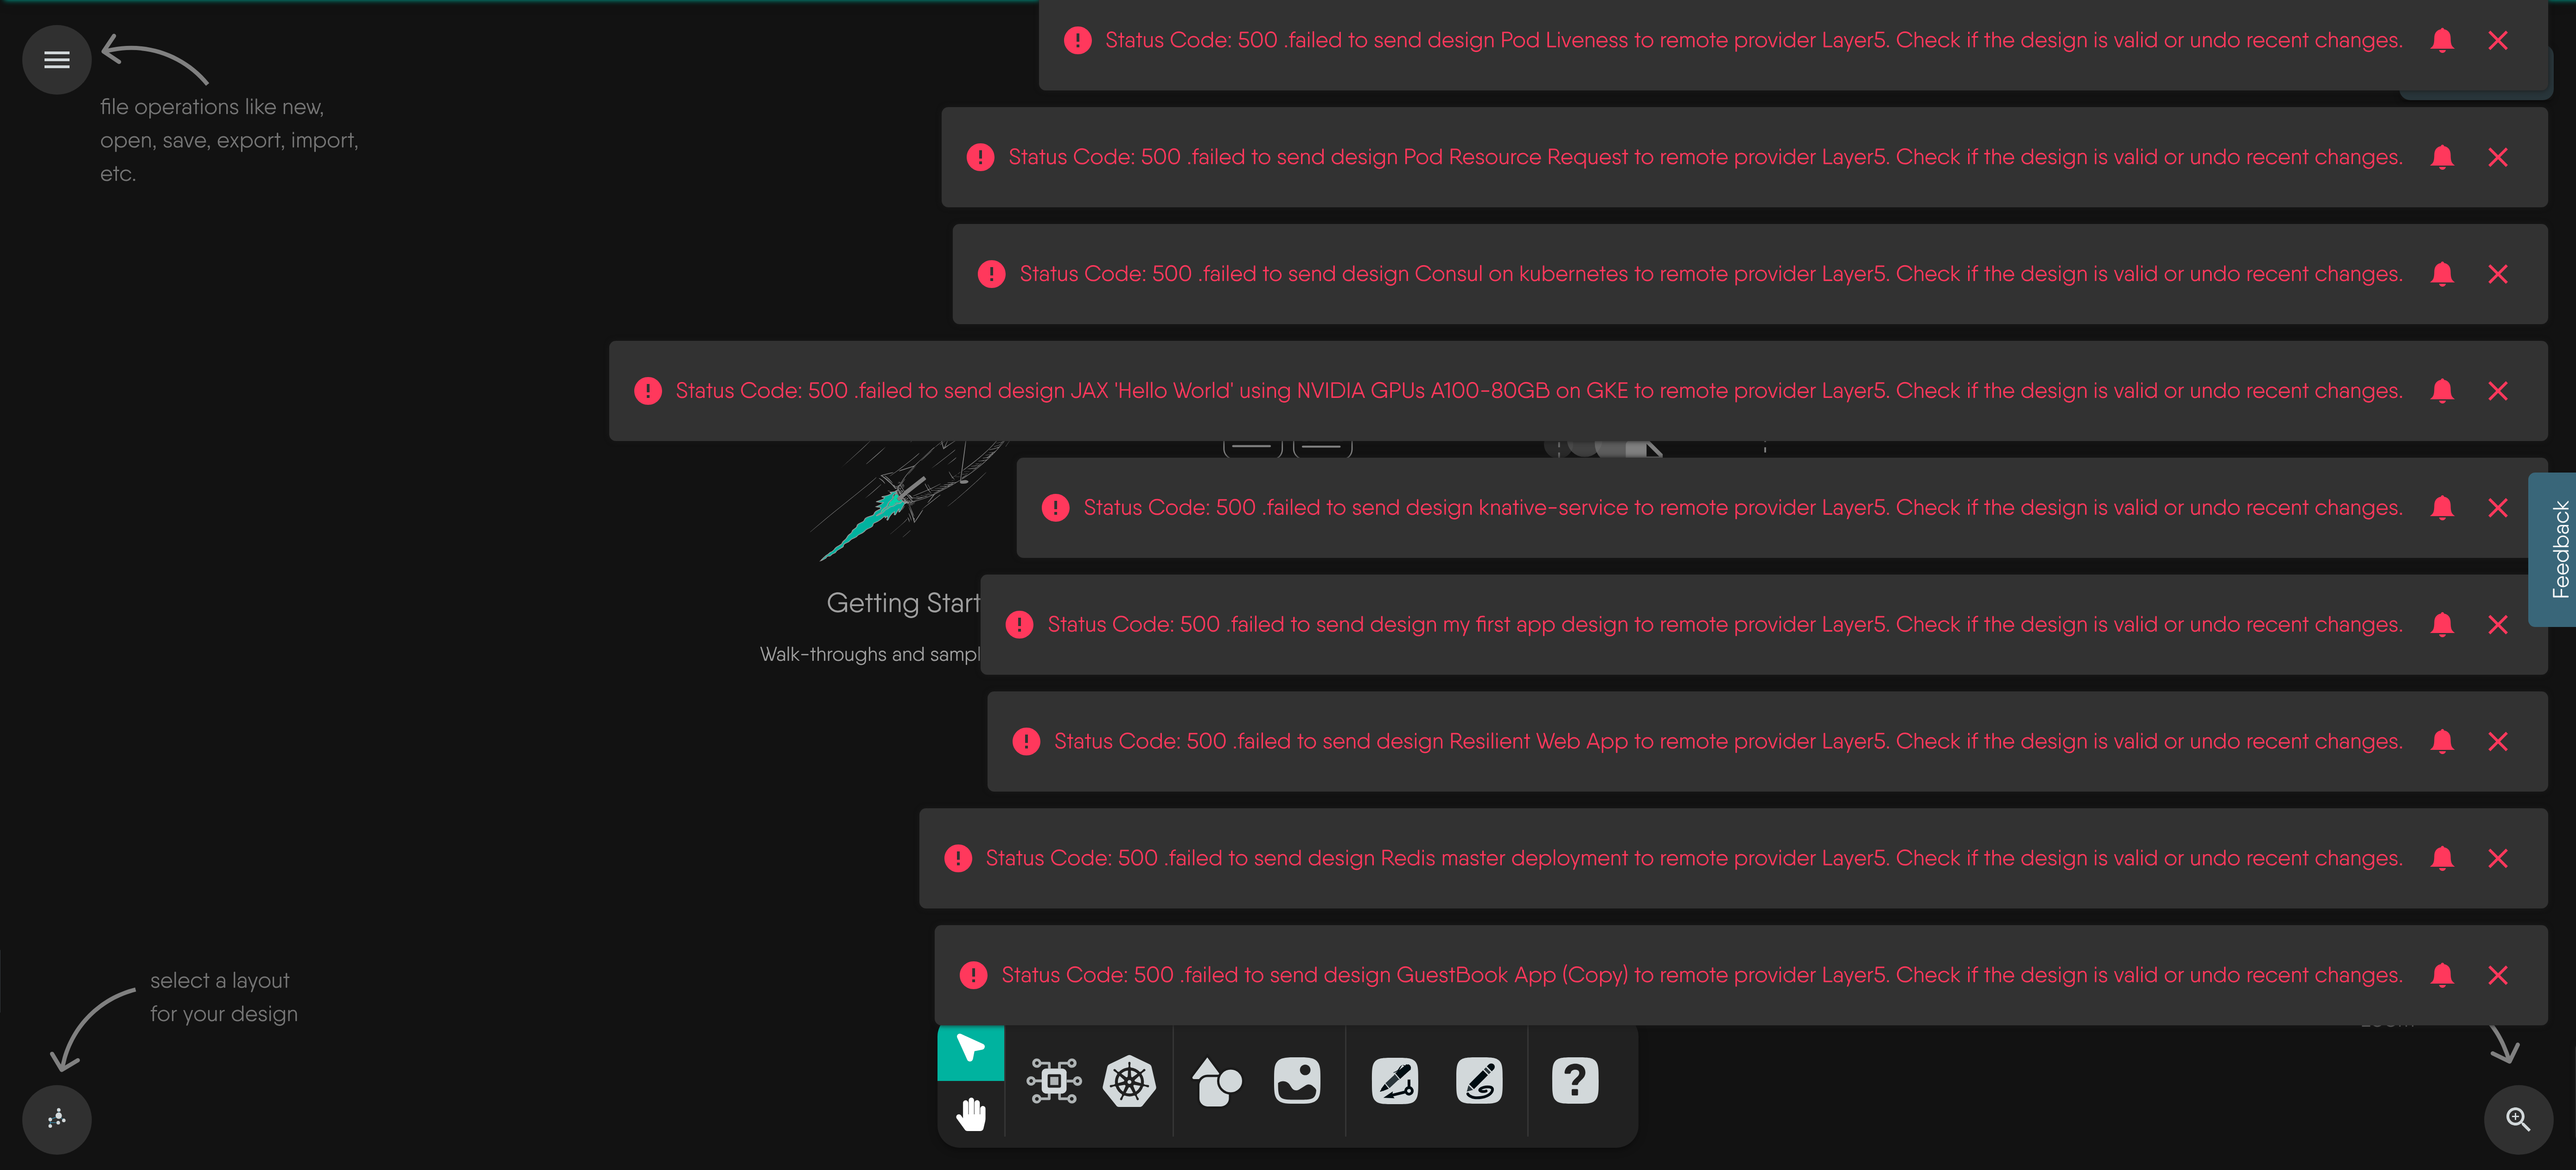 Status Code: 500 .failed to send design Pod Liveness to remote provider Layer5. Check if the design is valid or undo recent changes.
file operations like new,
open, save, export, import,
etc.
Status Code: 500 .failed to send design Pod Resource Request to remote provider Layer5. Check if the design is valid or undo recent changes.
Status Code: 500 .failed to send design Consul on kubernetes to remote provider Layer5. Check if the design is valid or undo recent changes.
Status Code: 500 .failed to send design JAX 'Hello World' using NVIDIA GPUs A100-80GB on GKE to remote provider Layer5. Check if the design is valid or undo recent changes.
Status Code: 500 .failed to send design knative-service to remote provider Layer5. Check if the design is valid or undo recent changes.
Feedback
Getting Start
Status Code: 500 .failed to send design my first app design to remote provider Layer5. Check if the design is valid or undo recent changes.
Walk-throughs and sampl
Status Code: 500 .failed to send design Resilient Web App to remote provider Layer5. Check if the design is valid or undo recent changes.
Status Code: 500 .failed to send design Redis master deployment to remote provider Layer5. Check if the design is valid or undo recent changes.
Status Code: 500 .failed to send design GuestBook App (Copy) to remote provider Layer5. Check if the design is valid or undo recent changes.
select a layout
for your design